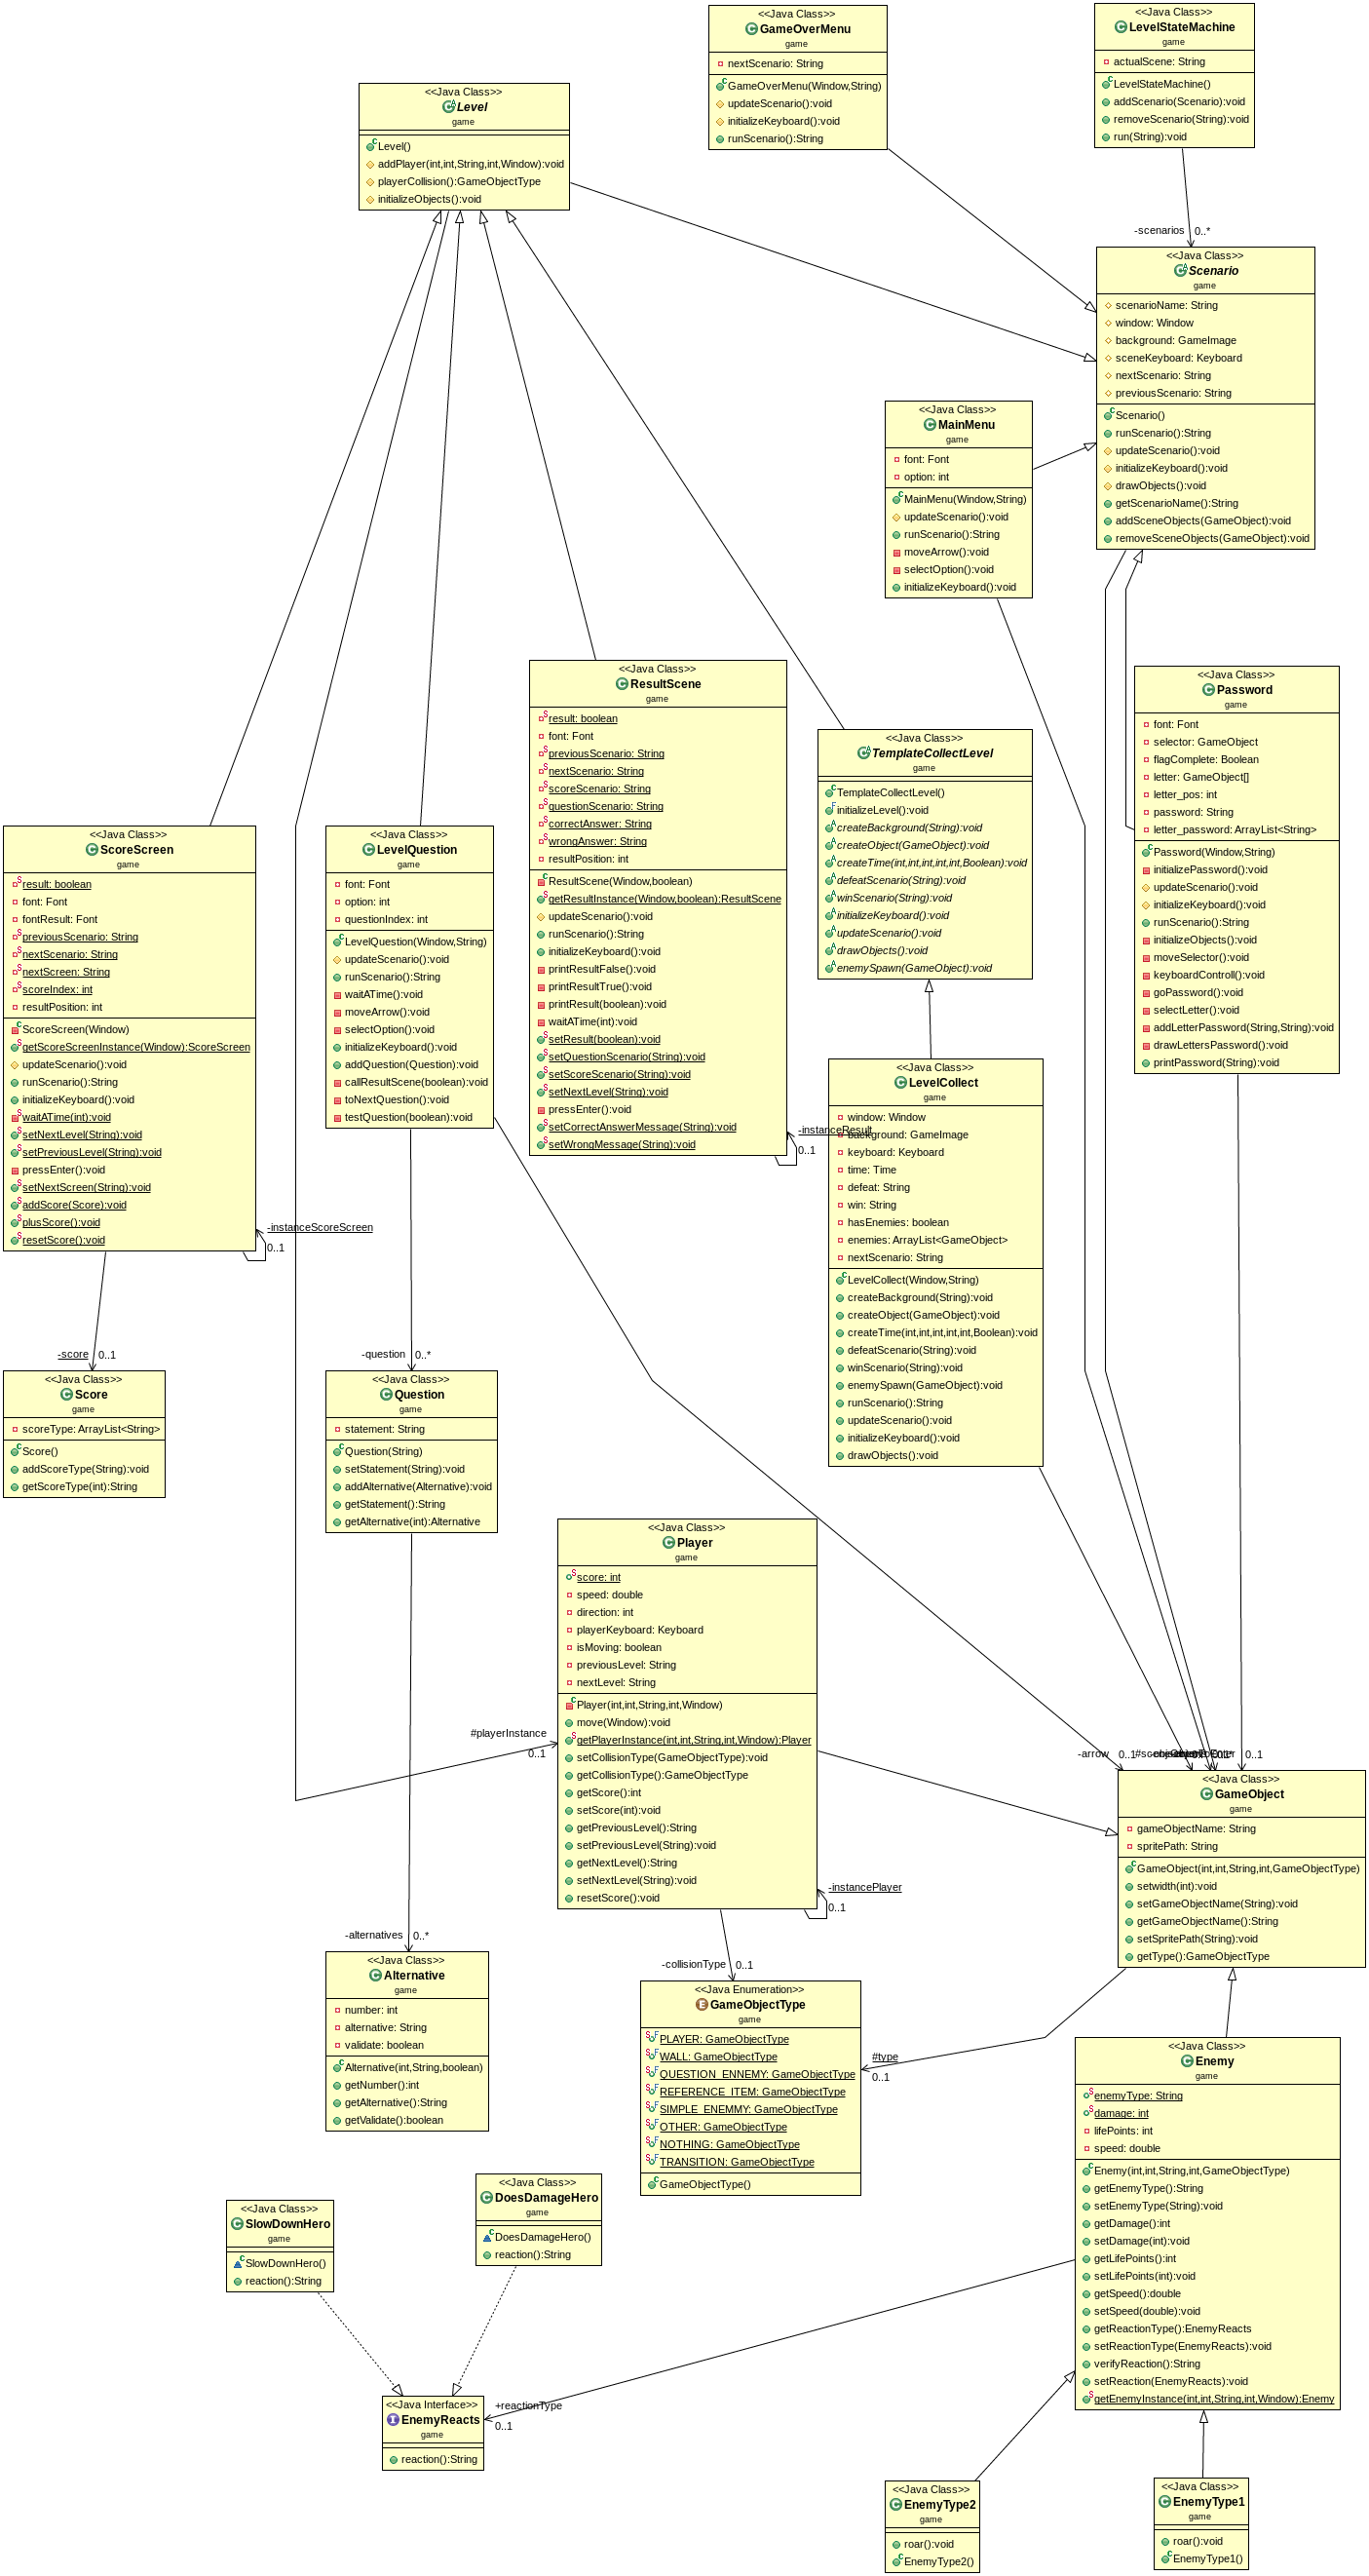 <<Java Class>>
GameOverMenu
game
nextScenario: String
GameOverMenu(Window,String)
updateScenario():void
initializeKeyboard():void
runScenario():String
<<Java Class>>
LevelStateMachine
game
actualScene: String
LevelStateMachine()
addScenario(Scenario):void
removeScenario(String):void
run(String):void
<<Java Class>>
Level
game
Level()
addPlayer(int,int,String,int,Window):void
playerCollision():GameObjectType
initializeObjects():void
-scenarios 0..*
<<Java Class>>
Scenario
game
scenarioName: String
window: Window
background: GameImage
sceneKeyboard: Keyboard
nextScenario: String
previousScenario: String
Scenario()
runScenario():String
updateScenario():void
initializeKeyboard():void
drawObjects():void
getScenarioName():String
addSceneObjects(GameObject):void
removeSceneObjects(GameObject):void
<<Java Class>>
MainMenu
game
font: Font
option: int
MainMenu(Window,String)
updateScenario():void
runScenario():String
moveArrow():void
selectOption():void
initializeKeyboard():void
<<Java Class>>
ResultScene
game
result: boolean
font: Font
previousScenario: String
nextScenario: String
scoreScenario: String
questionScenario: String
correctAnswer: String
wrongAnswer: String
resultPosition: int
ResultScene(Window,boolean)
getResultInstance(Window,boolean):ResultScene
updateScenario():void
runScenario():String
initializeKeyboard():void
printResultFalse():void
printResultTrue():void
printResult(boolean):void
waitATime(int):void
setResult(boolean):void
setQuestionScenario(String):void
setScoreScenario(String):void
setNextLevel(String):void
pressEnter():void
setCorrectAnswerMessage(String):void
setWrongMessage(String):void
-instanceResult
0..1
<<Java Class>>
Password
game
font: Font
selector: GameObject
flagComplete: Boolean
letter: GameObject[]
letter_pos: int
password: String
letter_password: ArrayList<String>
Password(Window,String)
initializePassword():void
updateScenario():void
initializeKeyboard():void
runScenario():String
initializeObjects():void
moveSelector():void
keyboardControll():void
goPassword():void
selectLetter():void
addLetterPassword(String,String):void
drawLettersPassword():void
printPassword(String):void
<<Java Class>>
TemplateCollectLevel
game
TemplateCollectLevel()
initializeLevel():void
createBackground(String):void
createObject(GameObject):void
createTime(int,int,int,int,int,Boolean):void
defeatScenario(String):void
winScenario(String):void
initializeKeyboard():void
updateScenario():void
drawObjects():void
enemySpawn(GameObject):void
<<Java Class>>
ScoreScreen
game
result: boolean
font: Font
fontResult: Font
previousScenario: String
nextScenario: String
nextScreen: String
scoreIndex: int
resultPosition: int
ScoreScreen(Window)
getScoreScreenInstance(Window):ScoreScreen
updateScenario():void
runScenario():String
initializeKeyboard():void
waitATime(int):void
setNextLevel(String):void
setPreviousLevel(String):void
pressEnter():void
setNextScreen(String):void
addScore(Score):void
plusScore():void
resetScore():void
-instanceScoreScreen
0..1
<<Java Class>>
LevelQuestion
game
font: Font
option: int
questionIndex: int
LevelQuestion(Window,String)
updateScenario():void
runScenario():String
waitATime():void
moveArrow():void
selectOption():void
initializeKeyboard():void
addQuestion(Question):void
callResultScene(boolean):void
toNextQuestion():void
testQuestion(boolean):void
<<Java Class>>
LevelCollect
game
window: Window
background: GameImage
keyboard: Keyboard
time: Time
defeat: String
win: String
hasEnemies: boolean
enemies: ArrayList<GameObject>
nextScenario: String
LevelCollect(Window,String)
createBackground(String):void
createObject(GameObject):void
createTime(int,int,int,int,int,Boolean):void
defeatScenario(String):void
winScenario(String):void
enemySpawn(GameObject):void
runScenario():String
updateScenario():void
initializeKeyboard():void
drawObjects():void
-score 0..1
<<Java Class>>
Score
game
scoreType: ArrayList<String>
Score()
addScoreType(String):void
getScoreType(int):String
-question 0..*
<<Java Class>>
Question
game
statement: String
Question(String)
setStatement(String):void
addAlternative(Alternative):void
getStatement():String
getAlternative(int):Alternative
<<Java Class>>
Player
game
score: int
speed: double
direction: int
playerKeyboard: Keyboard
isMoving: boolean
previousLevel: String
nextLevel: String
Player(int,int,String,int,Window)
move(Window):void
getPlayerInstance(int,int,String,int,Window):Player
setCollisionType(GameObjectType):void
getCollisionType():GameObjectType
getScore():int
setScore(int):void
getPreviousLevel():String
setPreviousLevel(String):void
getNextLevel():String
setNextLevel(String):void
resetScore():void
#playerInstance
0..1
-instancePlayer
0..1
-arrow 0..1
0..1
<<Java Class>>
GameObject
game
gameObjectName: String
spritePath: String
GameObject(int,int,String,int,GameObjectType)
setwidth(int):void
setGameObjectName(String):void
getGameObjectName():String
setSpritePath(String):void
getType():GameObjectType
-alternatives 0..*
<<Java Class>>
Alternative
game
number: int
alternative: String
validate: boolean
Alternative(int,String,boolean)
getNumber():int
getAlternative():String
getValidate():boolean
-collisionType 0..1
<<Java Enumeration>>
GameObjectType
game
PLAYER: GameObjectType
WALL: GameObjectType
QUESTION_ENNEMY: GameObjectType
REFERENCE_ITEM: GameObjectType
SIMPLE_ENEMMY: GameObjectType
OTHER: GameObjectType
NOTHING: GameObjectType
TRANSITION: GameObjectType
GameObjectType()
#type
0..1
<<Java Class>>
Enemy
game
enemyType: String
damage: int
lifePoints: int
speed: double
Enemy(int,int,String,int,GameObjectType)
getEnemyType():String
setEnemyType(String):void
getDamage():int
setDamage(int):void
getLifePoints():int
setLifePoints(int):void
getSpeed():double
setSpeed(double):void
getReactionType():EnemyReacts
setReactionType(EnemyReacts):void
verifyReaction():String
setReaction(EnemyReacts):void
getEnemyInstance(int,int,String,int,Window):Enemy
<<Java Class>>
SlowDownHero
game
SlowDownHero()
reaction():String
<<Java Class>>
DoesDamageHero
game
DoesDamageHero()
reaction():String
<<Java Interface>>
EnemyReacts
game
reaction():String
+reactionType
0..1
<<Java Class>>
EnemyType2
game
roar():void
EnemyType2()
<<Java Class>>
EnemyType1
game
roar():void
EnemyType1()